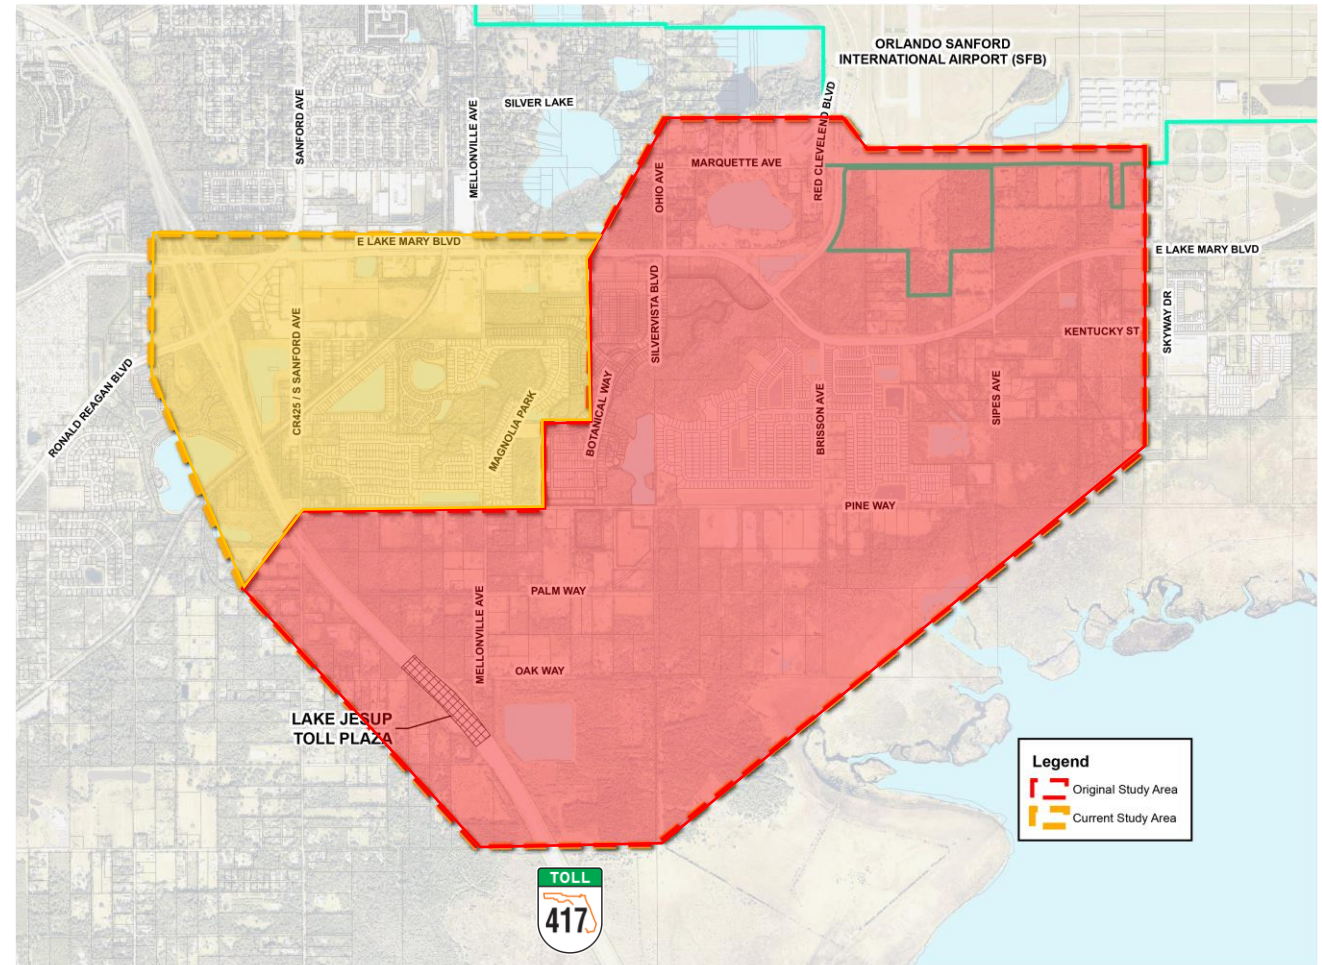 ORLANDO SANFORD
INTERNATIONAL AIRPORT (SFB)
SILVER LAKE
SANFORD AVE
MELLONVILLE AVE
RED CLEVELEND BLVD
MARQUETTE AVE
OHIO AVE
E LAKE MARY BLVD
E LAKE MARY BLVD
SILVERVISTA BLVD
KENTUCKY ST
SKYWAY DR
RONALD REAGAN BLVD
CR425 / S SANFORD AVE
MAGNOLIA PARK
BOTANICAL WAY
BRISSON AVE
SIPES AVE
PINE WAY
PALM WAY
MELLONVILLE AVE
OAK WAY
LAKE JESUP
TOLL PLAZA
Legend
Original Study Area
Current Study Area
TOLL
417